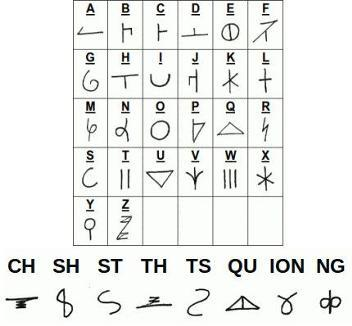 A B C D E F
G H I J K L
M N O P Q R
S T U V W X
Y Z
CH SH ST TH TS QU ION NG